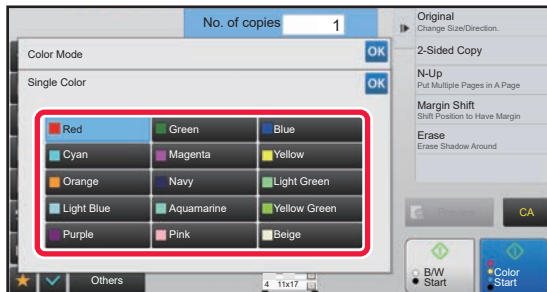 No. of copies 1
Original
Change Size/Direction.
2-Sided Copy
N-Up
Put Multiple Pages in A Page
Margin Shift
Shift Position to Have Margin
Erase
Erase Shadow Around
Color Mode OK
Single Color OK
Red Green Blue
Cyan Magenta Yellow
Orange Navy Light Green
Light Blue Aquamarine Yellow Green
Purple Pink Beige
Preview CA
Others
4 11x17
B/W
Start
Color
Start